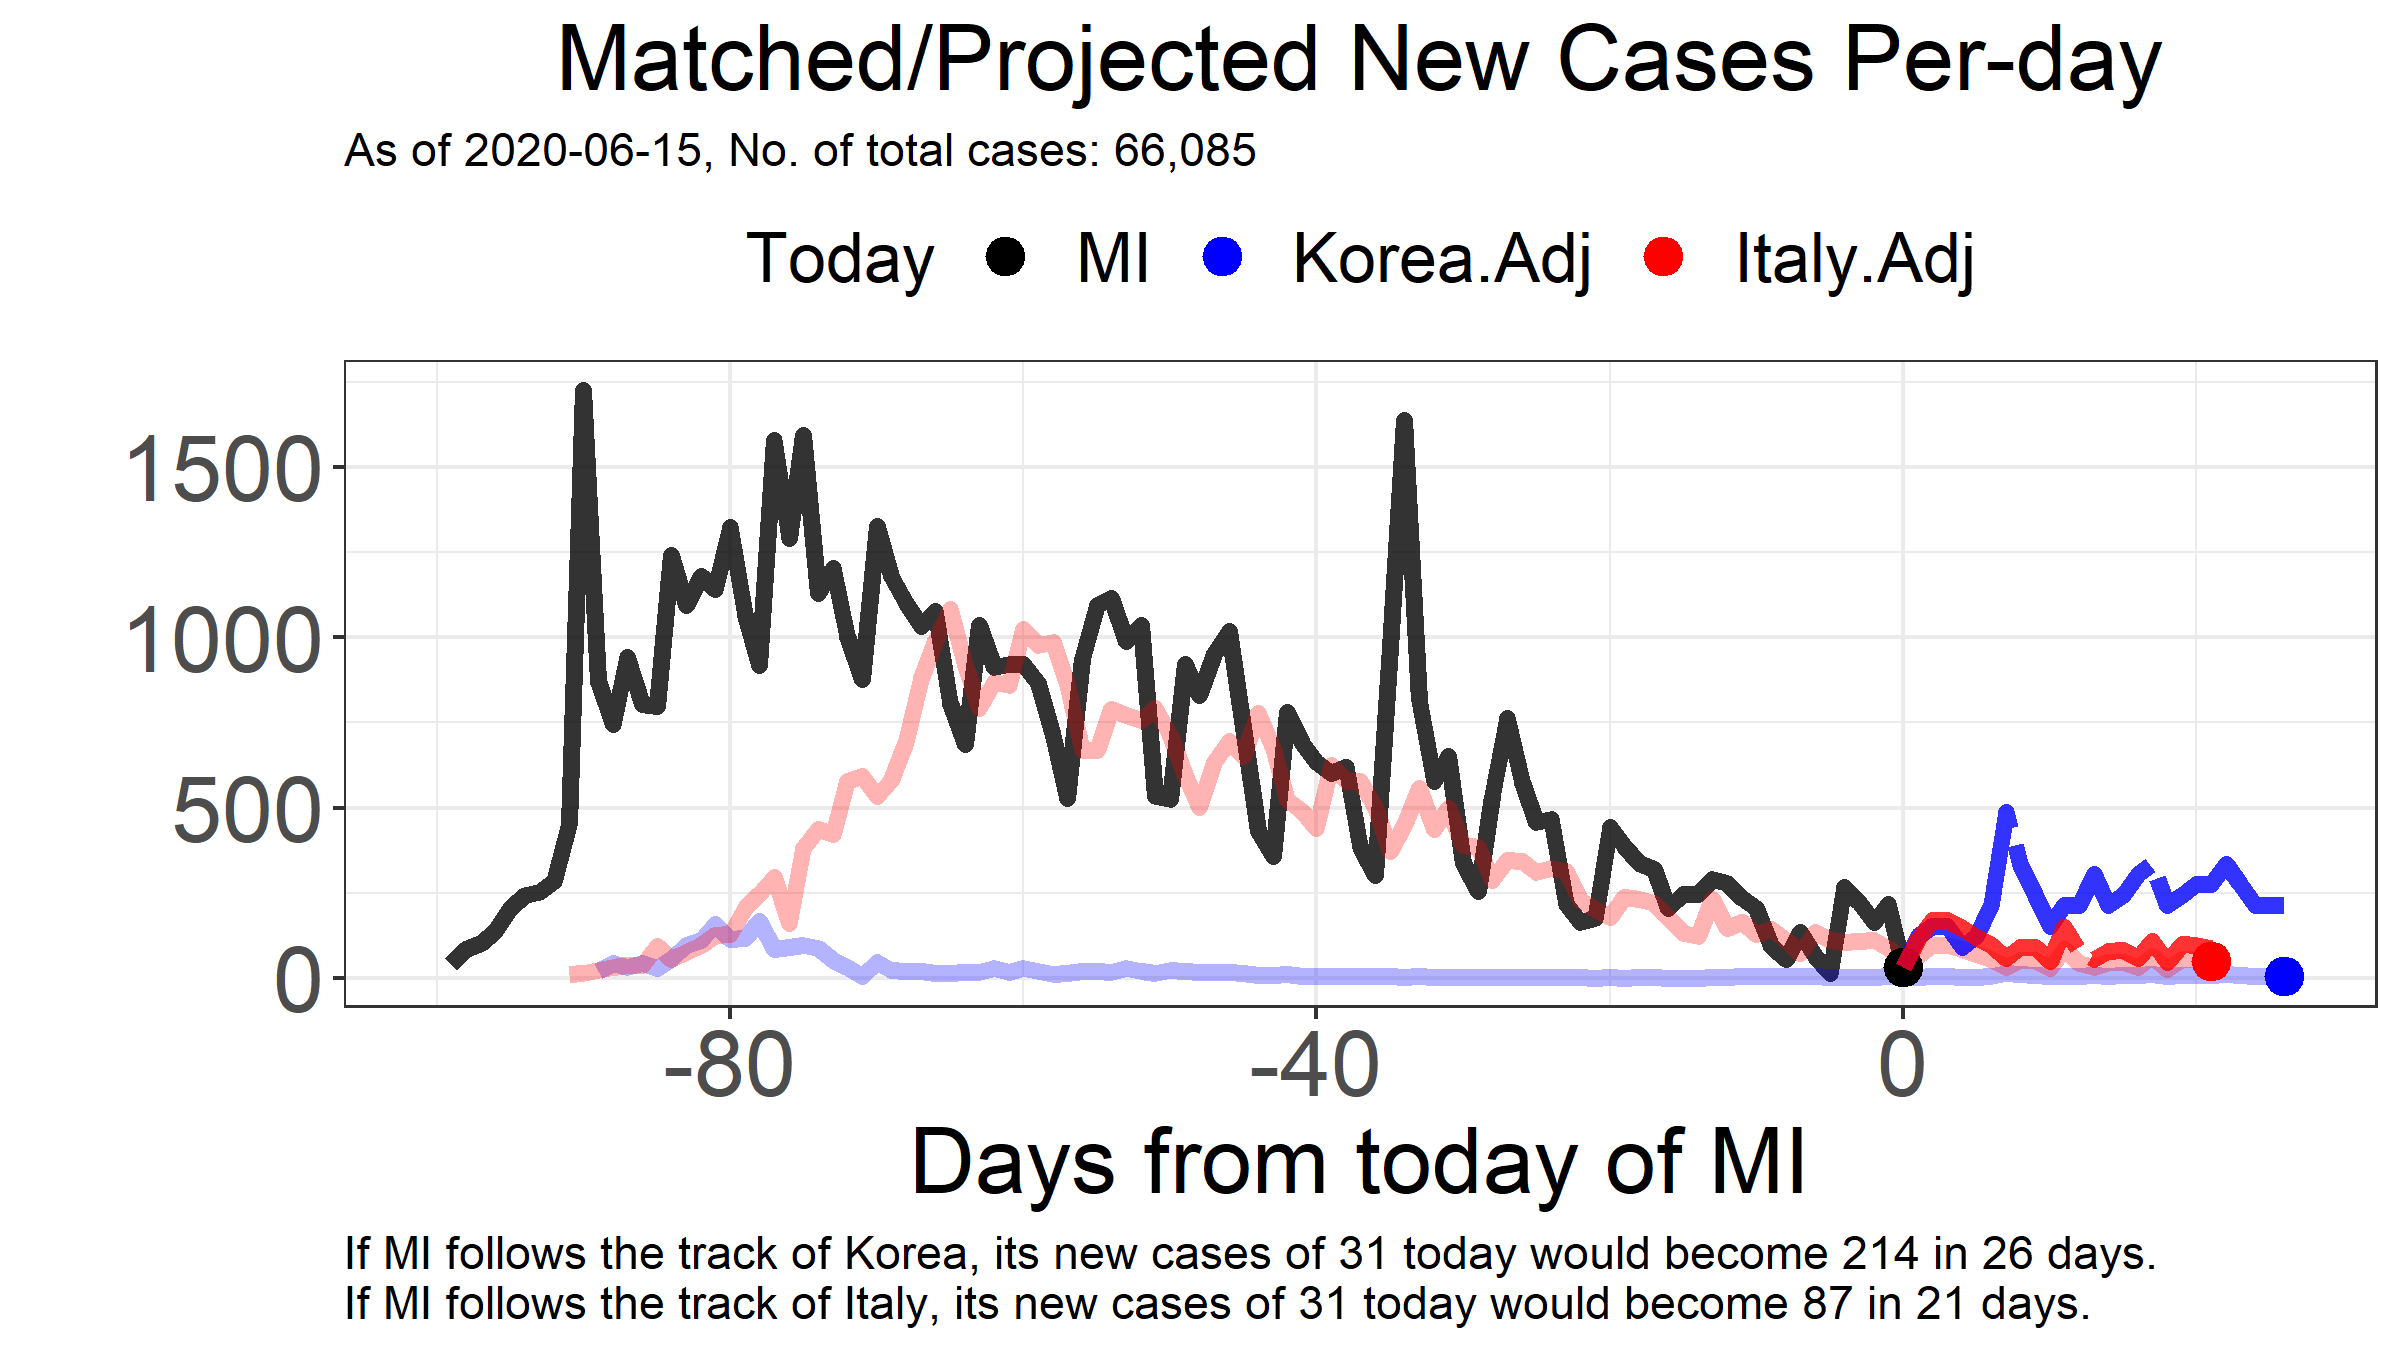 Matched/Projected New Cases Per-day
As of 2020-06-15, No. of total cases: 66,085
Today MI Korea.Adj Italy.Adj
1500
1000
500
0
-80 -40 0
Days from today of MI
If MI follows the track of Korea, its new cases of 31 today would become 214 in 26 days.
If MI follows the track of Italy, its new cases of 31 today would become 87 in 21 days.